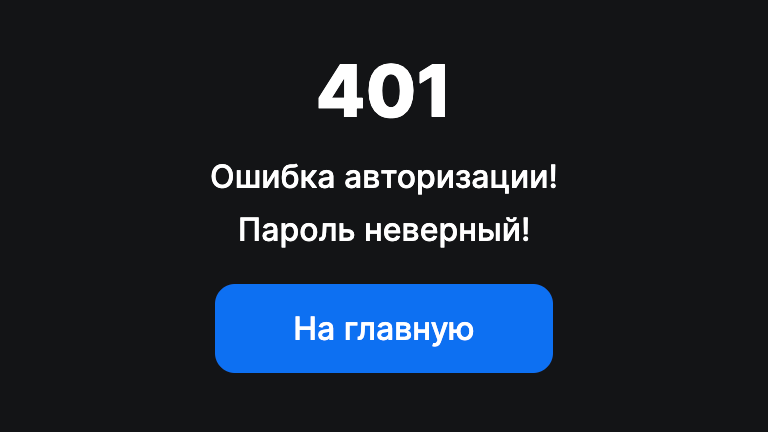 401
Ошибка авторизации!
Пароль неверный!
На главную